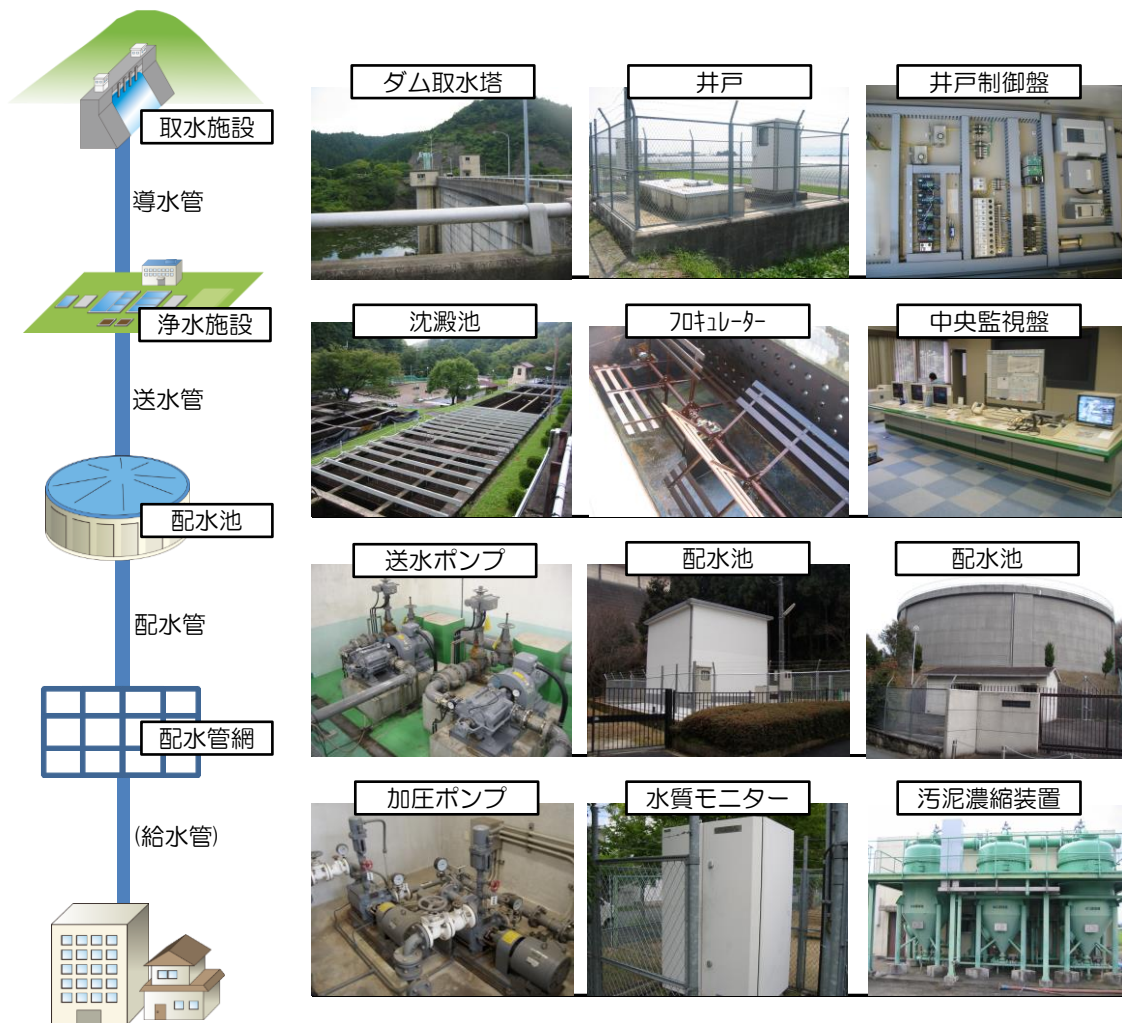 取水施設
導水管
浄水施設
送水管
配水池
配水管
配水管網
(給水管)
ダム取水塔
井戸
井戸制御盤
沈澱池
ﾌﾛｷｭﾚｰﾀｰ
中央監視盤
送水ポンプ
配水池
配水池
加圧ポンプ
水質モニター
汚泥濃縮装置